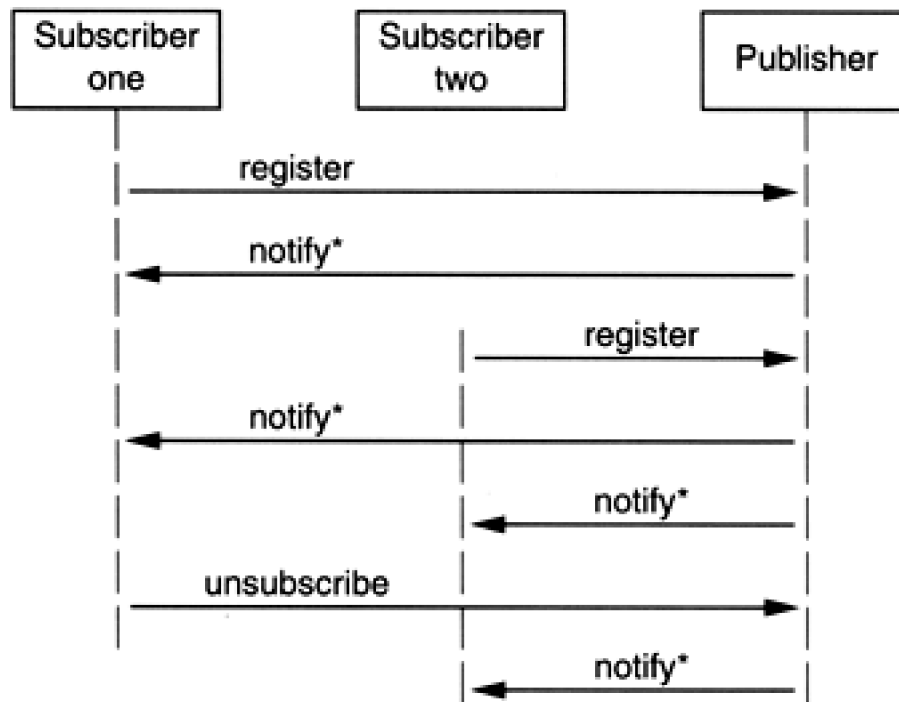 Subscriber
one
Subscriber
two
Publisher
register
notify*
register
notify*
notify*
unsubscribe
notify*